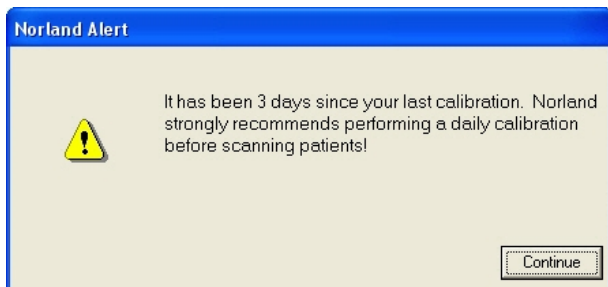 Norland Alert
It has been 3 days since your last calibration.  Norland
strongly recommends performing a daily calibration
before scanning patients!
Continue